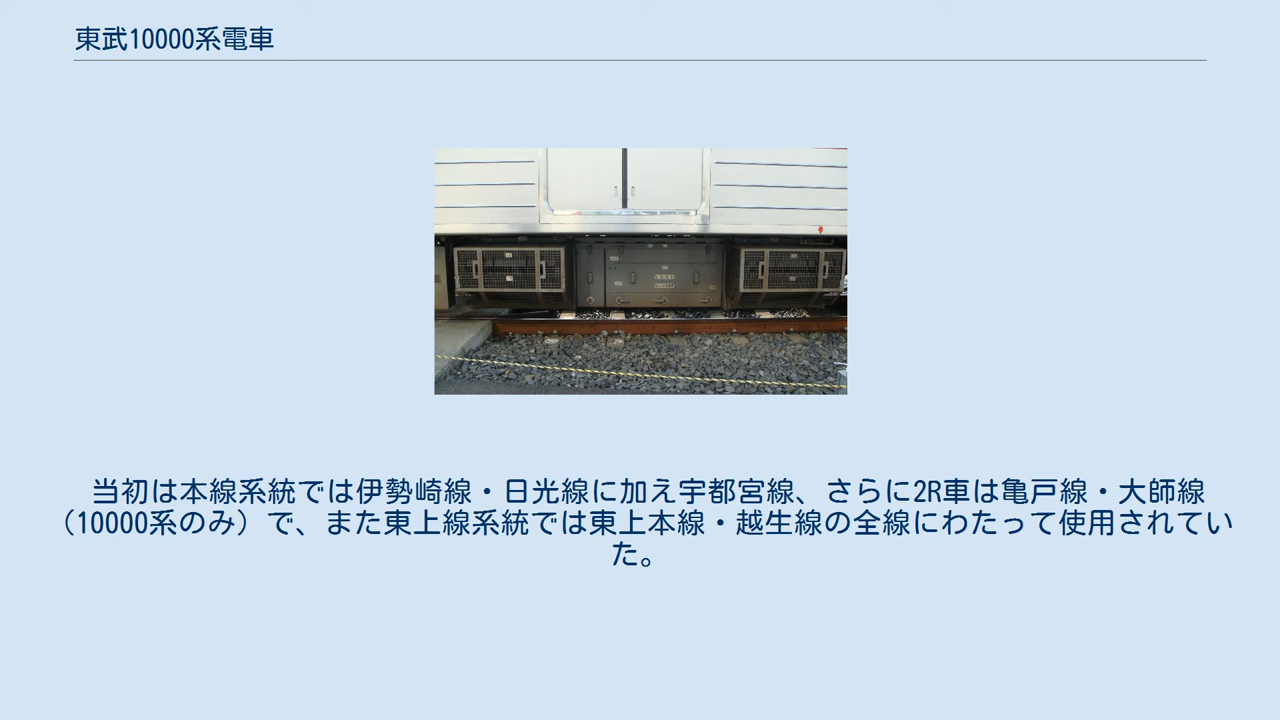 東武10000系電車
当初は本線系統では伊勢崎線・日光線に加え宇都宮線、さらに2R車は亀戸線・大師線
（10000系のみ）で、また東上線系統では東上本線・越生線の全線にわたって使用されてい
た。